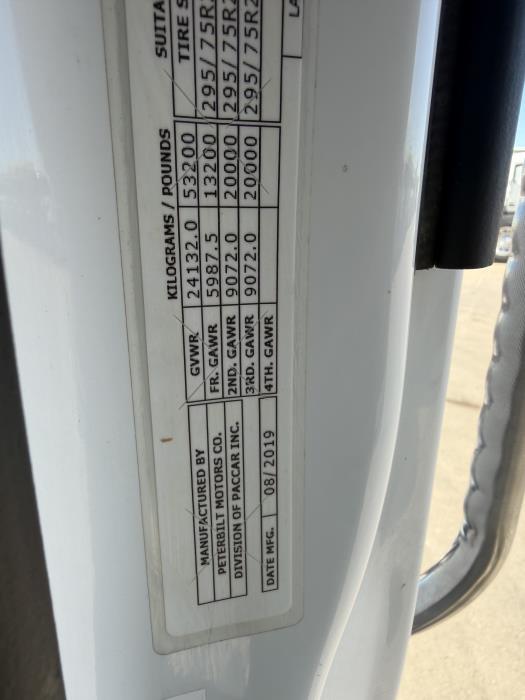 MANUFACTURED BY
PETERBILT MOTORS CO.
DIVISION OF PACCAR INC.
DATE MFG. 08/2019
KILOGRAMS / POUNDS
GVWR 24132.0 53200
FR. GAWR 5987.5 13200 295/75R
2ND. GAWR 9072.0 20000 295/75R
3RD. GAWR 9072.0 20000 295/75R
4TH. GAWR
SUITA
TIRE S
LA